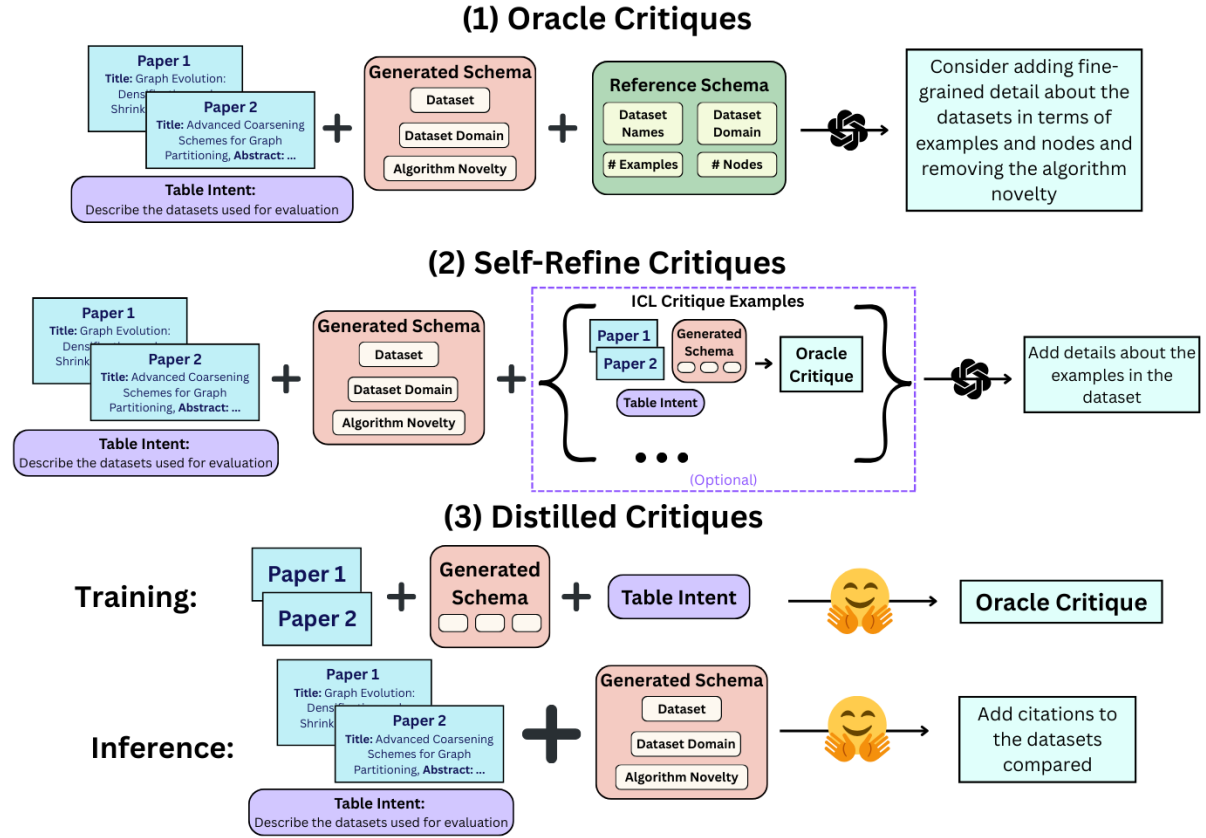 (1) Oracle Critiques
Paper 1
Title: Graph Evolution:
Shrink
Paper 2
Title: Advanced Coarsening
Schemes for Graph
Partitioning, Abstract: ...
Table Intent:
Describe the datasets used for evaluation
Generated Schema
Dataset
Dataset Domain
Algorithm Novelty
Reference Schema
Dataset Names
Dataset Domain
# Examples
# Nodes
Consider adding fine-
grained detail about the
datasets in terms of
examples and nodes and
removing the algorithm
novelty
(2) Self-Refine Critiques
Paper 1
Title: Graph Evolution:
Shrink
Paper 2
Title: Advanced Coarsening
Schemes for Graph
Partitioning, Abstract: ...
Table Intent:
Describe the datasets used for evaluation
Generated Schema
Dataset
Dataset Domain
Algorithm Novelty
ICL Critique Examples
Paper 1
Paper 2
Generated
Schema
Table Intent
Oracle
Critique
(Optional)
Add details about the
examples in the
dataset
(3) Distilled Critiques
Training:
Paper 1
Paper 2
Generated
Schema
Table Intent
Oracle Critique
Inference:
Paper 1
Title: Graph Evolution:
Shrink
Paper 2
Title: Advanced Coarsening
Schemes for Graph
Partitioning, Abstract: ...
Table Intent:
Describe the datasets used for evaluation
Generated Schema
Dataset
Dataset Domain
Algorithm Novelty
Add citations to
the datasets
compared